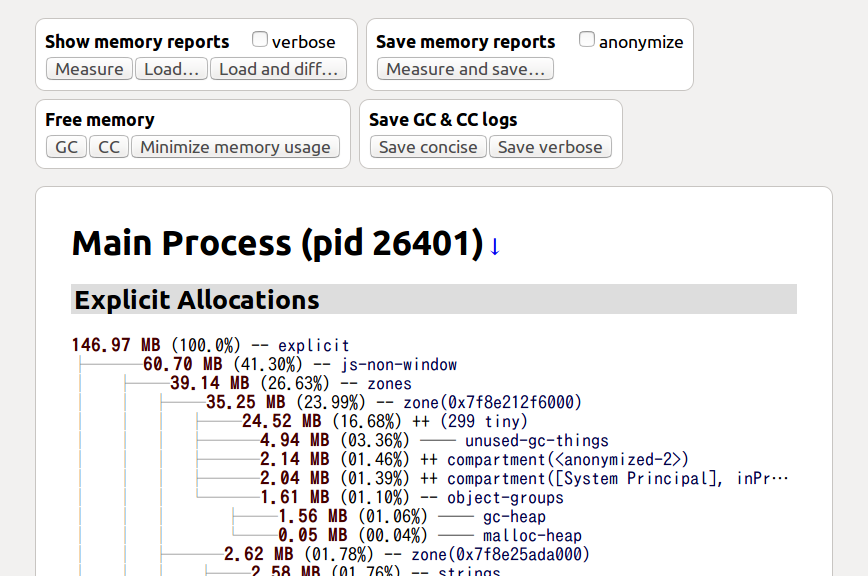 Show memory reports verbose
Measure Load... Load and diff...
Save memory reports anonymize
Measure and save...
Free memory
GC CC Minimize memory usage
Save GC & CC logs
Save concise Save verbose
Main Process (pid 26401) ↓
Explicit Allocations
146.97 MB (100.0%) -- explicit
60.70 MB (41.30%) -- js-non-window
39.14 MB (26.63%) -- zones
35.25 MB (23.99%) -- zone(0x7f8e212f6000)
24.52 MB (16.68%) ++ (299 tiny)
4.94 MB (03.36%) ── unused-gc-things
2.14 MB (01.46%) ++ compartment(<anonymized-2>)
2.04 MB (01.39%) ++ compartment([System Principal], inPr...
1.61 MB (01.10%) -- object-groups
1.56 MB (01.06%) ── gc-heap
0.05 MB (00.04%) ── malloc-heap
2.62 MB (01.78%) -- zone(0x7f8e25ada000)
2.58 MB (01.76%) -- strings